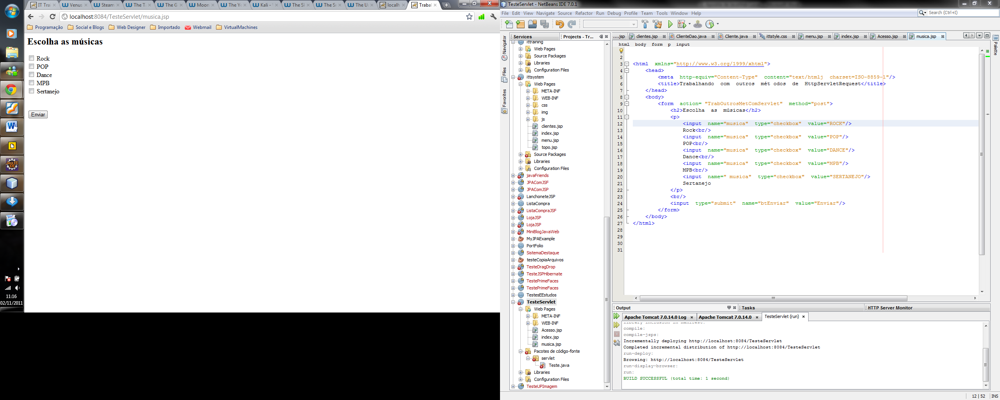 IT Trai
Venus
Steam
The T
The G
Moon
The Yo
Kali -
The Sl
The Sn
The Un
localh
Trabal
localhost:8084/TesteServlet/musica.jsp
Programação
Social e Blogs
Web Designer
Importado
Webmail
VirtualMachines
Escolha as músicas
Rock
POP
Dance
MPB
Sertanejo
Enviar
Java EE
IDE
11:16
02/11/2011
TesteServlet - NetBeans IDE 7.0.1
File Edit View Navigate Source Refactor Run Debug Profile Team Tools Window Help
Search (Ctrl+I)
Navigator
Files
Favorites
Services
Projects - Tr...
ittraining
Web Pages
Source Packages
Libraries
Configuration Files
ittsystem
Web Pages
META-INF
WEB-INF
css
img
js
clientes.jsp
index.jsp
menu.jsp
topo.jsp
Source Packages
Libraries
Configuration Files
javaFriends
JPAComJSF
JPAComJSP
LanchoneteJSP
ListaCompra
ListaCompraJSF
LojaJSP
LojaJSP
MiniBlogJavaWeb
MyJPAExample
PortFolio
SistemaDestaque
testeCopiaArquivos
TesteDragDrop
TesteJSPHibernate
TestePrimeFaces
TestePrimeFaces
TestesEEstudos
TesteServlet
Web Pages
META-INF
WEB-INF
Acesso.jsp
index.jsp
musica.jsp
Pacotes de código-fonte
servlet
Teste.java
Libraries
Configuration Files
TesteUPImagem
....jsp
clientes.jsp
ClienteDao.java
Cliente.java
ittstyle.css
menu.jsp
index.jsp
Acesso.jsp
musica.jsp
Palette
html body form p input
2
3 <html xmlns="http://www.w3.org/1999/xhtml">
4 <head>
5 <meta http-equiv="Content-Type" content="text/htmlj charset=ISO-8859-1"/>
6 <title>Trabalhando com outros mét odos de HttpServletRequest</title>
7 </head>
8 <body>
9 <form action= "TrabOutrosMetComServlet" method="post">
10 <h2>Escolha as músicas</h2>
11 <p>
12 <input name="musica" type="checkbox" value="ROCK"/>
13 Rock<br/>
14 <input name="musica" type="checkbox" value="POP"/>
15 POP<br/>
16 <input name="musica" type="checkbox" value="DANCE"/>
17 Dance<br/>
18 <input name="musica" type="checkbox" value="MPB"/>
19 MPB<br/>
20 <input name=" musica" type="checkbox" value="SERTANEJO"/>
21 Sertanejo
22 </p>
23 <br/>
24 <input type="submit" name="btEnviar" value="Enviar"/>
25 </form>
26 </body>
27 </html>
28
29
30
31
Output
Tasks
HTTP Server Monitor
Apache Tomcat 7.0.14.0 Log
Apache Tomcat 7.0.14.0
TesteServlet (run)
library inclusion in manifest:
compile:
compile-jsps:
Incrementally deploying http://localhost:8084/TesteServlet
Completed incremental distribution of http://localhost:8084/TesteServlet
run-deploy:
Browsing: http://localhost:8084/TesteServlet
run-display-browser:
run:
BUILD SUCCESSFUL (total time: 1 second)
12 | 52
INS